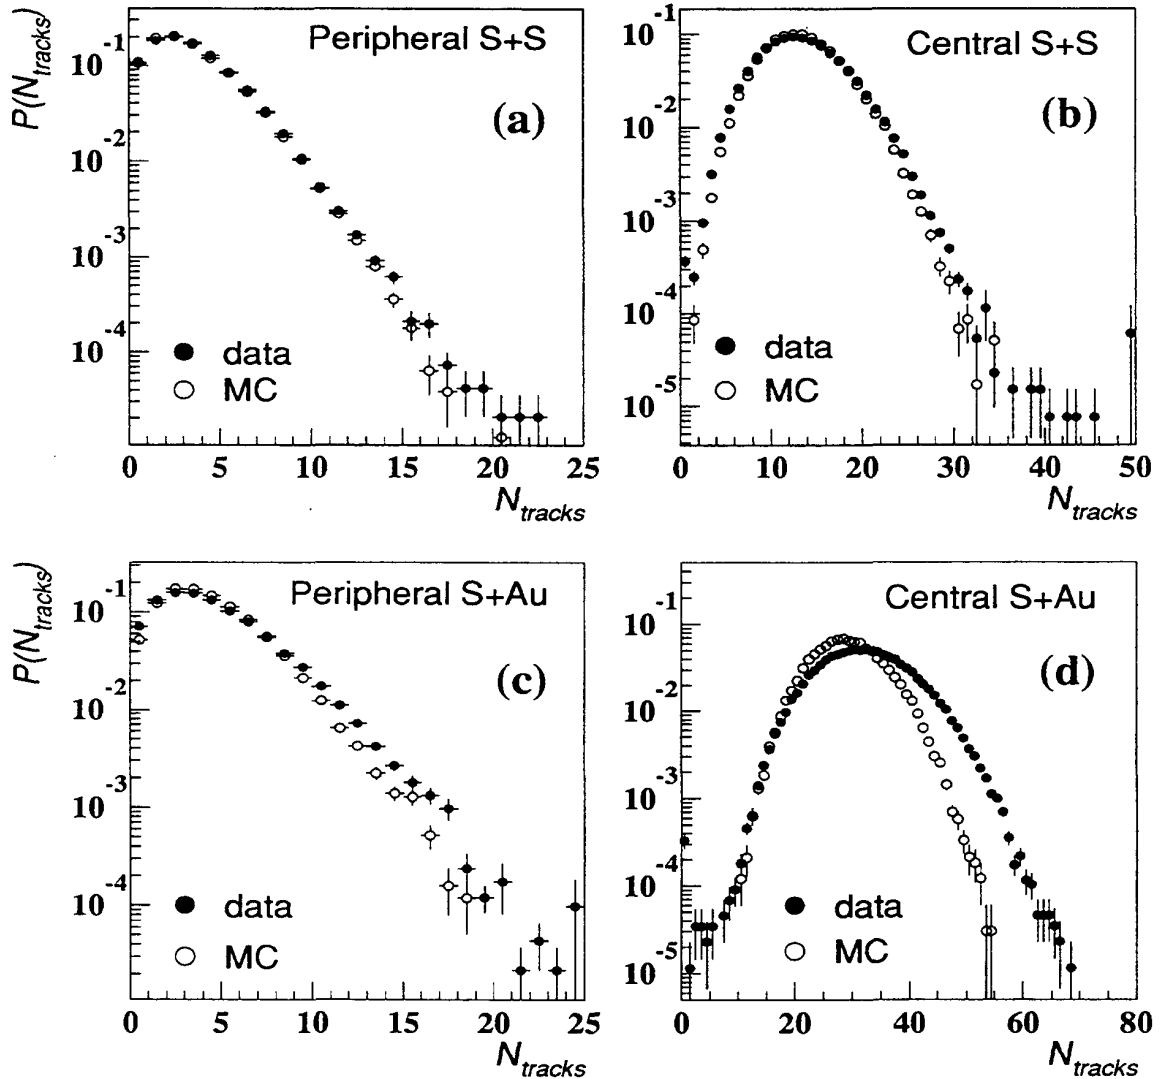 P(N_tracks)
10^-1
10^-2
10^-3
10^-4
Peripheral S+S
(a)
data
MC
0 5 10 15 20 25
N_tracks
10^-1
10^-2
10^-3
10^-4
10^-5
Central S+S
(b)
data
MC
0 10 20 30 40 50
N_tracks
P(N_tracks)
10^-1
10^-2
10^-3
10^-4
Peripheral S+Au
(c)
data
MC
0 5 10 15 20 25
N_tracks
10^-1
10^-2
10^-3
10^-4
10^-5
Central S+Au
(d)
data
MC
0 20 40 60 80
N_tracks